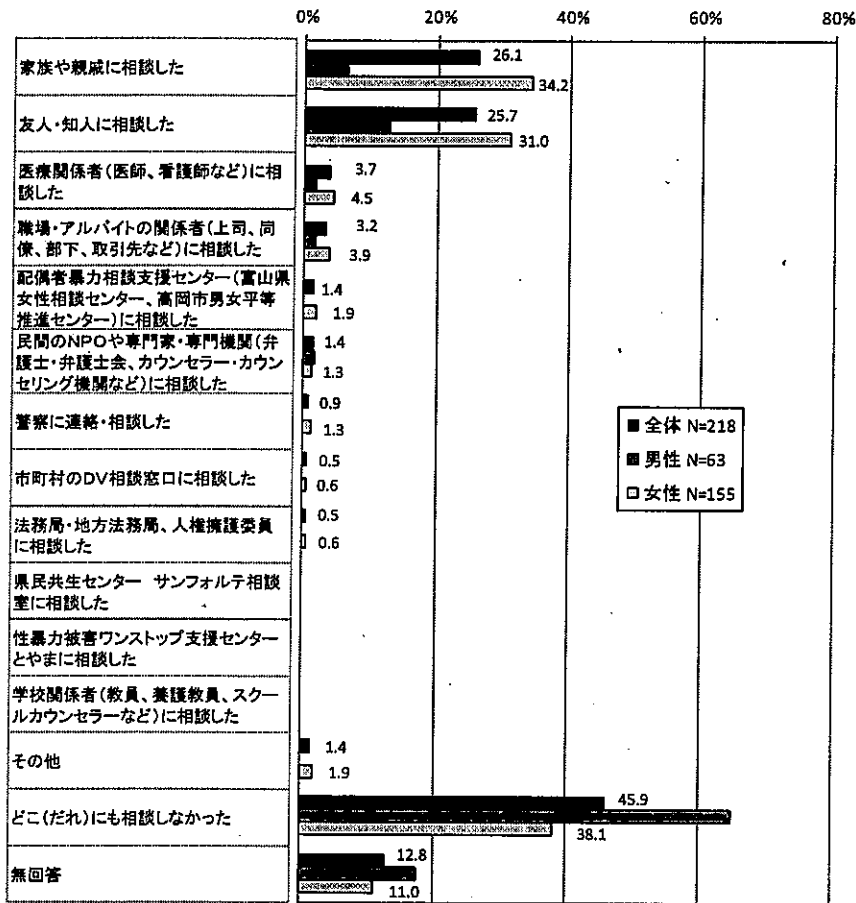 0%
20%
40%
60%
80%
家族や親戚に相談した
26.1
34.2
友人・知人に相談した
25.7
31.0
医療関係者(医師、看護師など)に相
談した
3.7
4.5
職場・アルバイトの関係者(上司、同
僚、部下、取引先など)に相談した
3.2
3.9
配偶者暴力相談支援センター(富山県
女性相談センター、高岡市男女平等
推進センター)に相談した
1.4
1.9
民間のNPOや専門家・専門機関(弁
護士・弁護士会、カウンセラー・カウン
セリング機関など)に相談した
1.4
1.3
警察に連絡・相談した
0.9
1.3
市町村のDV相談窓口に相談した
0.5
0.6
法務局・地方法務局、人権擁護委員
に相談した
0.5
0.6
県民共生センター サンフォルテ相談
室に相談した
性暴力被害ワンストップ支援センター
とやまに相談した
学校関係者(教員、養護教員、スクー
ルカウンセラーなど)に相談した
その他
1.4
1.9
どこ(だれ)にも相談しなかった
45.9
38.1
無回答
12.8
11.0
全体 N=218
男性 N=63
女性 N=155